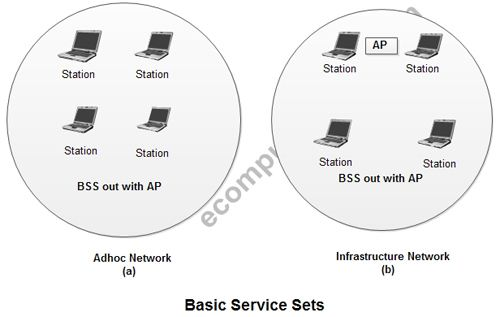 Station Station
Station Station
BSS out with AP
Adhoc Network
(a)
AP
Station Station
Station Station
BSS out with AP
Infrastructure Network
(b)
Basic Service Sets